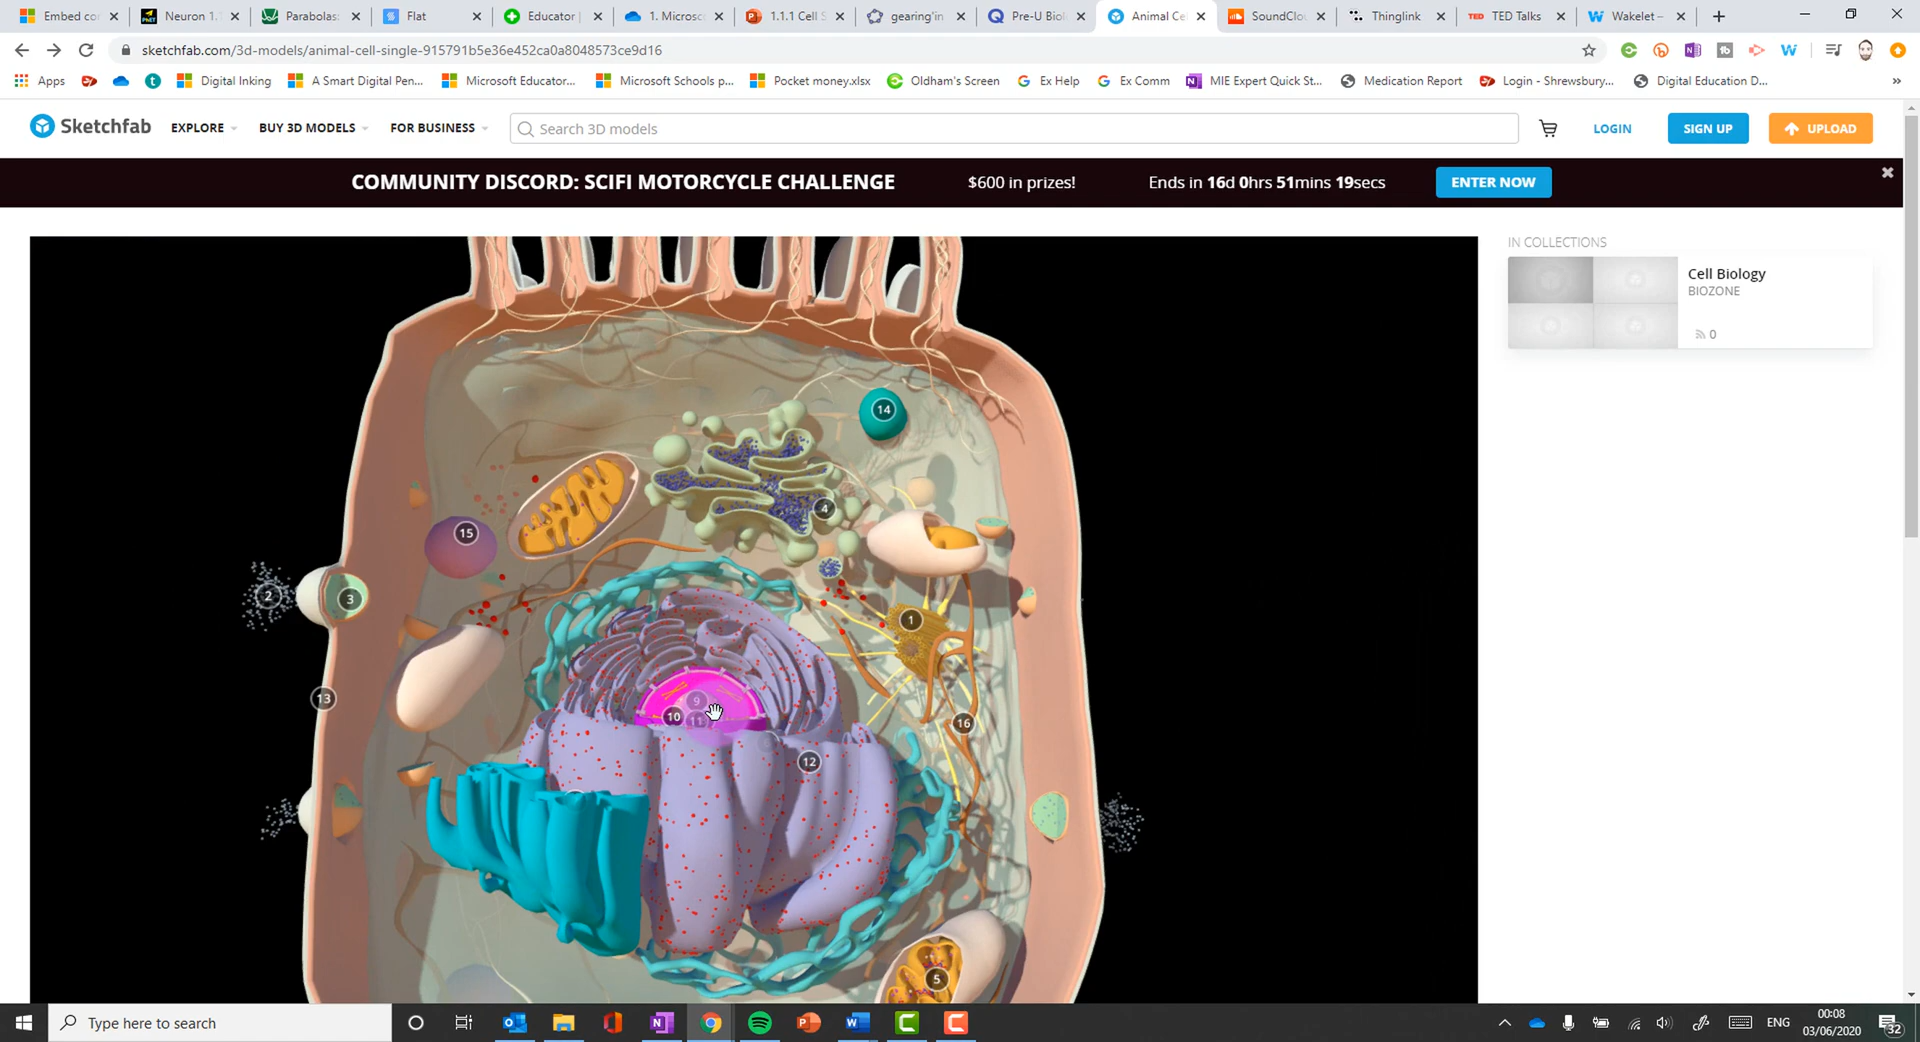 Embed co
Neuron 1.
Parabolas:
Flat
Educator
1. Microsc
1.1.1 Cell S
gearing'in
Pre-U Biol
Animal Ce
SoundClou
Thinglink
TED Talks
Wakelet –
sketchfab.com/3d-models/animal-cell-single-915791b5e36e452ca0a8048573ce9d16
Apps
Digital Inking
A Smart Digital Pen...
Microsoft Educator...
Microsoft Schools p...
Pocket money.xlsx
Oldham's Screen
Ex Help
Ex Comm
MIE Expert Quick St...
Medication Report
Login - Shrewsbury...
Digital Education D...
Sketchfab
EXPLORE
BUY 3D MODELS
FOR BUSINESS
Search 3D models
LOGIN
SIGN UP
UPLOAD
COMMUNITY DISCORD: SCIFI MOTORCYCLE CHALLENGE
$600 in prizes!
Ends in 16d 0hrs 51mins 19secs
ENTER NOW
IN COLLECTIONS
Cell Biology
BIOZONE
0
14
4
15
2
3
1
13
9
10
11
16
12
5
Type here to search
ENG
00:08
03/06/2020
32